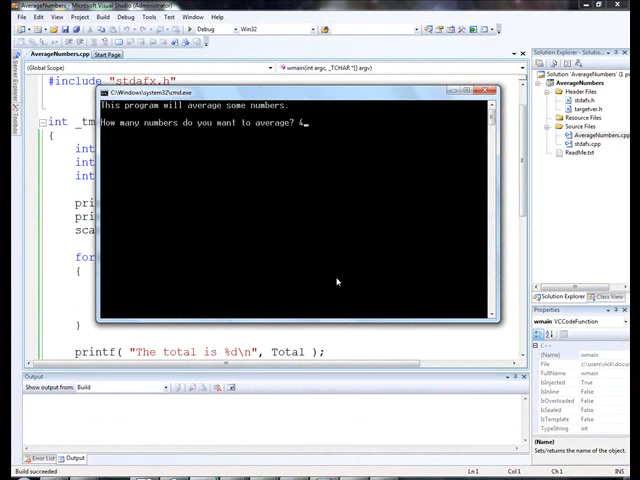 AverageNumbers - Microsoft Visual Studio (Administrator)
File Edit View Project Build Debug Tools Test Window Help
Debug Win32
AverageNumbers.cpp Start Page
(Global Scope) wmain(int argc, _TCHAR *[] argv)
#include "stdafx.h"
C:\Windows\system32\cmd.exe
This program will average some numbers.
How many numbers do you want to average? 4_
int _tm
{
int
int
int
pri
pri
sca
for
{
}
printf( "The total is %d\n", Total );
Output
Show output from: Build
Error List Output
Build succeeded
Ln 1 Col 1 Ch 1 INS
Server Explorer
Solution Explorer
Solution 'AverageNumbers'
AverageNumbers
Header Files
stdafx.h
targetver.h
Resource Files
Source Files
AverageNumbers.cpp
stdafx.cpp
ReadMe.txt
Solution Explorer Class View
Properties
wmain VCCodeFunction
C++
(Name) wmain
File c:\users\rick\docum
FullName wmain
IsInjected True
IsInline False
IsOverloaded False
IsSealed False
IsTemplate False
TypeString int
(Name)
Sets/returns the name of the object.